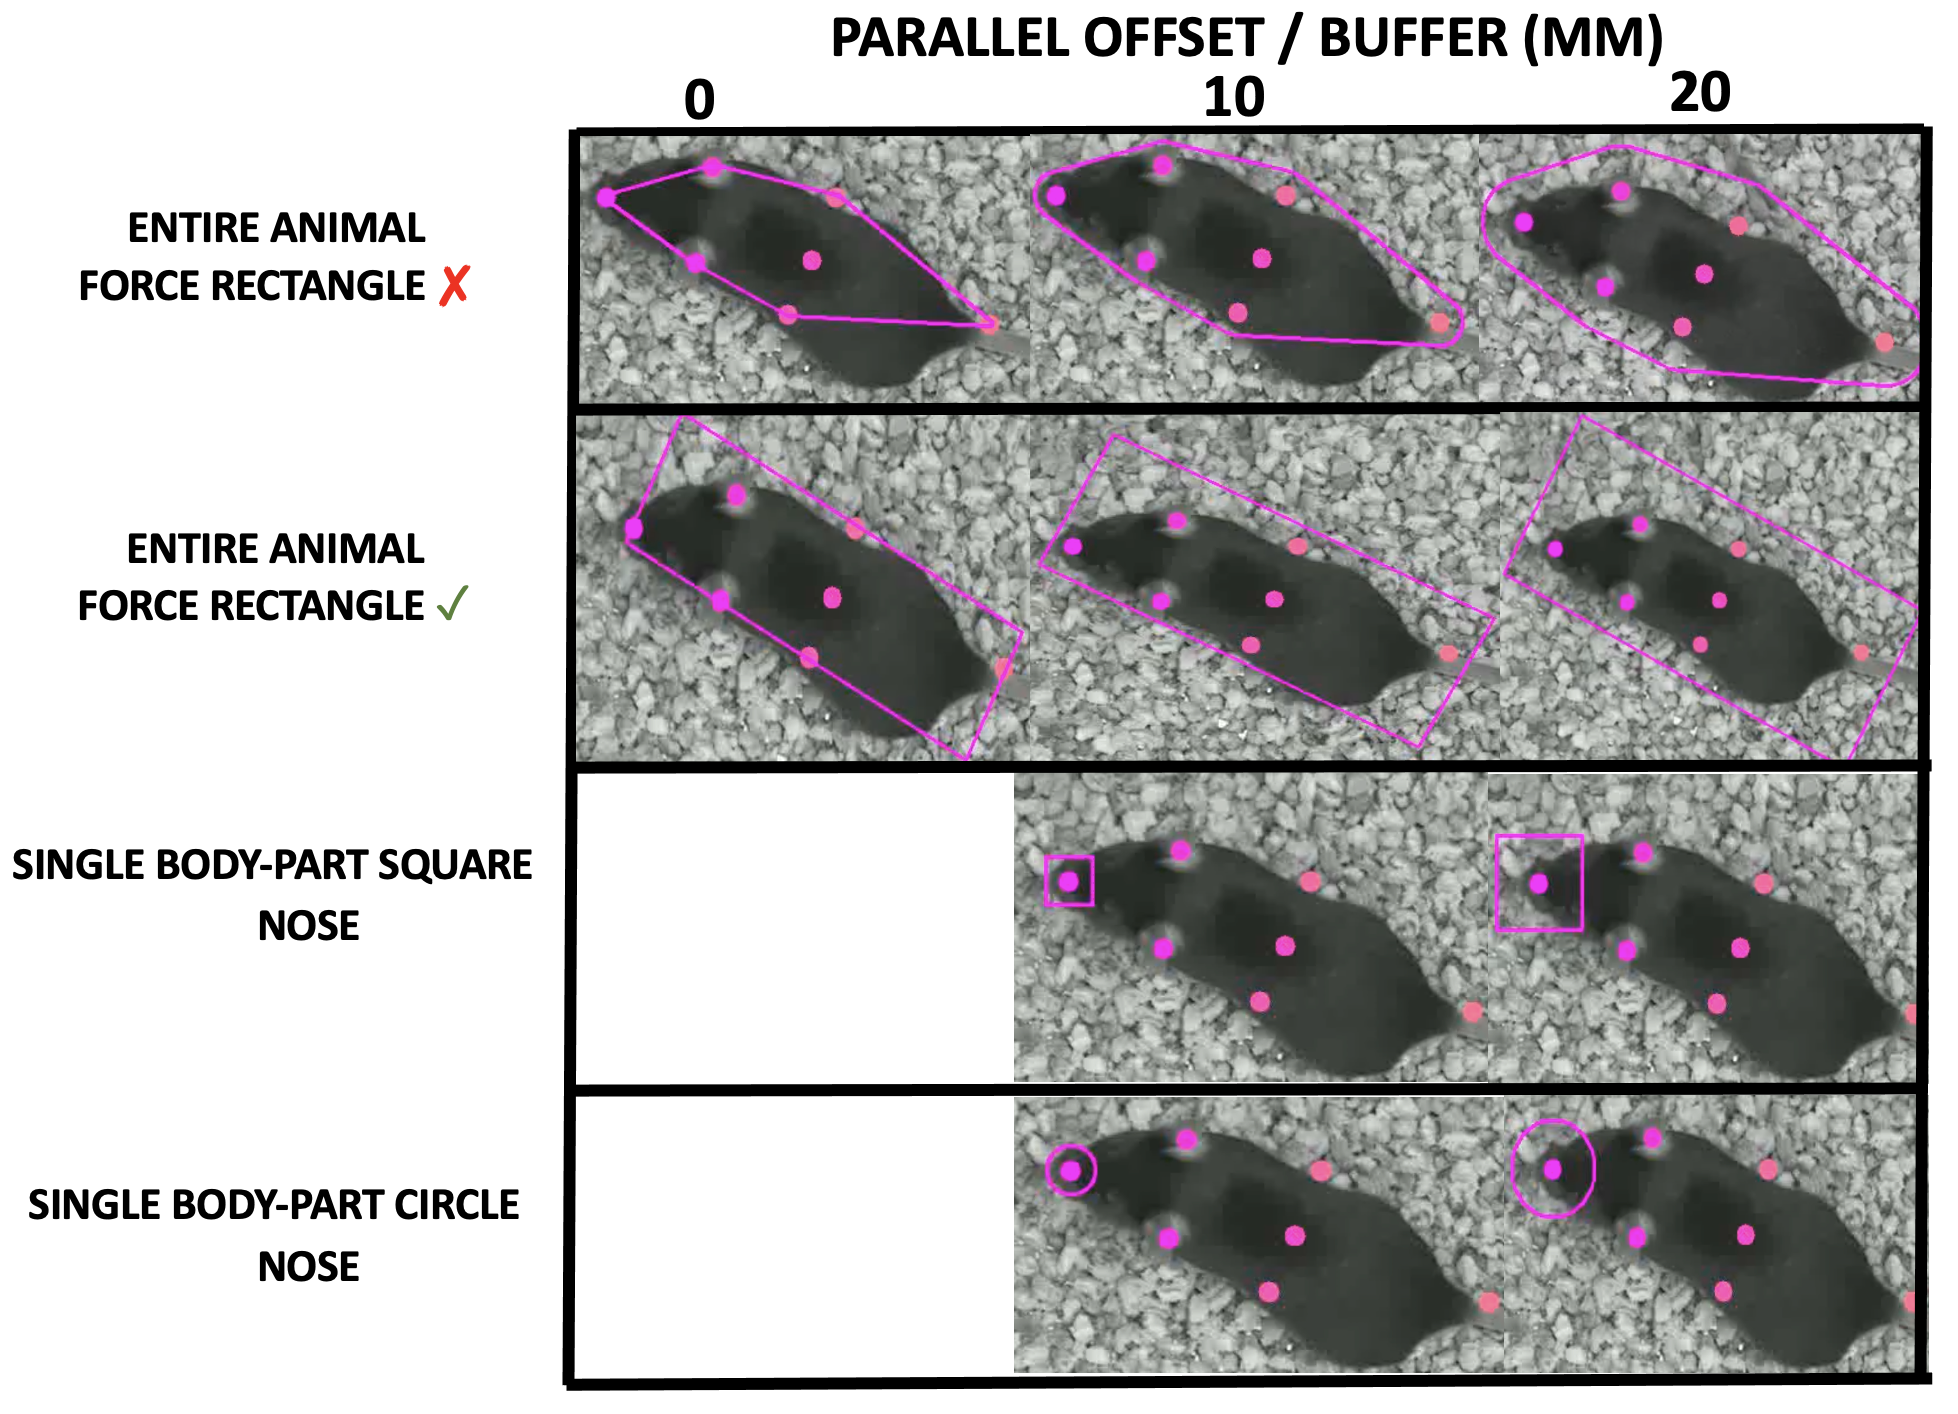 PARALLEL OFFSET / BUFFER (MM)
0 10 20
ENTIRE ANIMAL
FORCE RECTANGLE ✗
ENTIRE ANIMAL
FORCE RECTANGLE ✓
SINGLE BODY-PART SQUARE
NOSE
SINGLE BODY-PART CIRCLE
NOSE